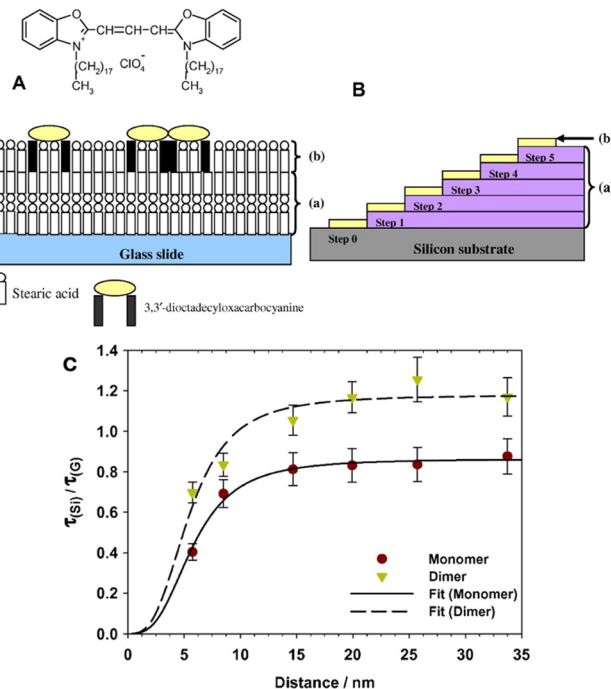 O
O
CH=CH—CH=
N
+
N
(CH2)17
ClO4
-
(CH2)17
CH3
CH3
A
B
(b)
(a)
Glass slide
Stearic acid
3,3′-dioctadecyloxacarbocyanine
(b
(a
Step 5
Step 4
Step 3
Step 2
Step 1
Step 0
Silicon substrate
C
1.4
1.2
1.0
0.8
0.6
0.4
0.2
0.0
τ(Si) / τ(G)
Monomer
Dimer
Fit (Monomer)
Fit (Dimer)
0 5 10 15 20 25 30 35
Distance / nm